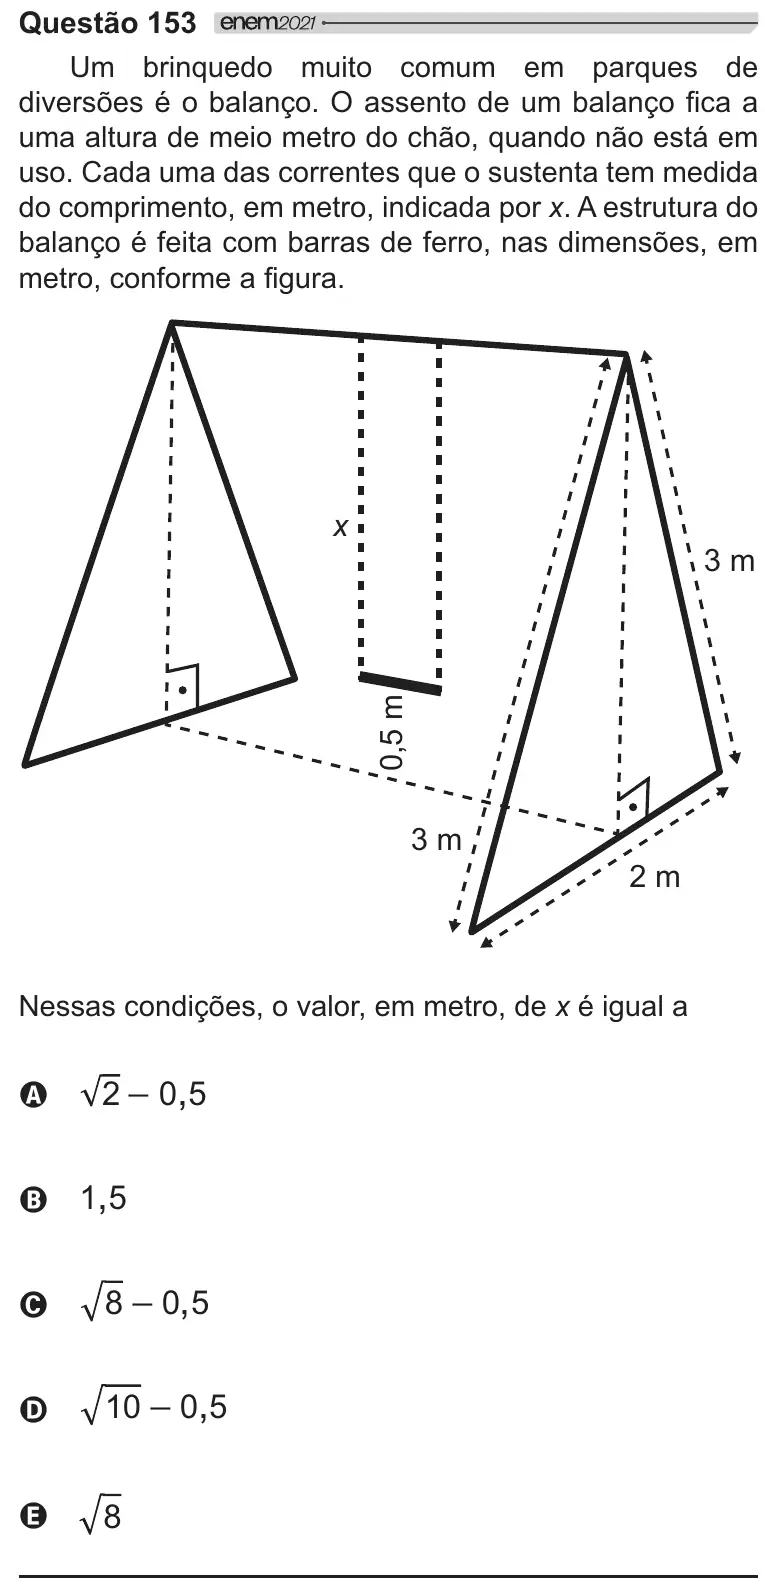 Questão 153 enem2021
Um brinquedo muito comum em parques de
diversões é o balanço. O assento de um balanço fica a
uma altura de meio metro do chão, quando não está em
uso. Cada uma das correntes que o sustenta tem medida
do comprimento, em metro, indicada por x. A estrutura do
balanço é feita com barras de ferro, nas dimensões, em
metro, conforme a figura.
x
3 m
0,5 m
3 m
2 m
Nessas condições, o valor, em metro, de x é igual a
A √2 – 0,5
B 1,5
C √8 – 0,5
D √10 – 0,5
E √8